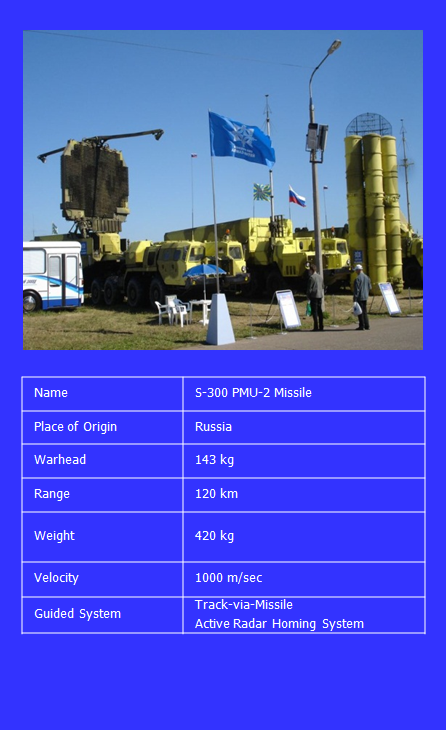 Name S-300 PMU-2 Missile
Place of Origin Russia
Warhead 143 kg
Range 120 km
Weight 420 kg
Velocity 1000 m/sec
Guided System Track-via-Missile
Active Radar Homing System